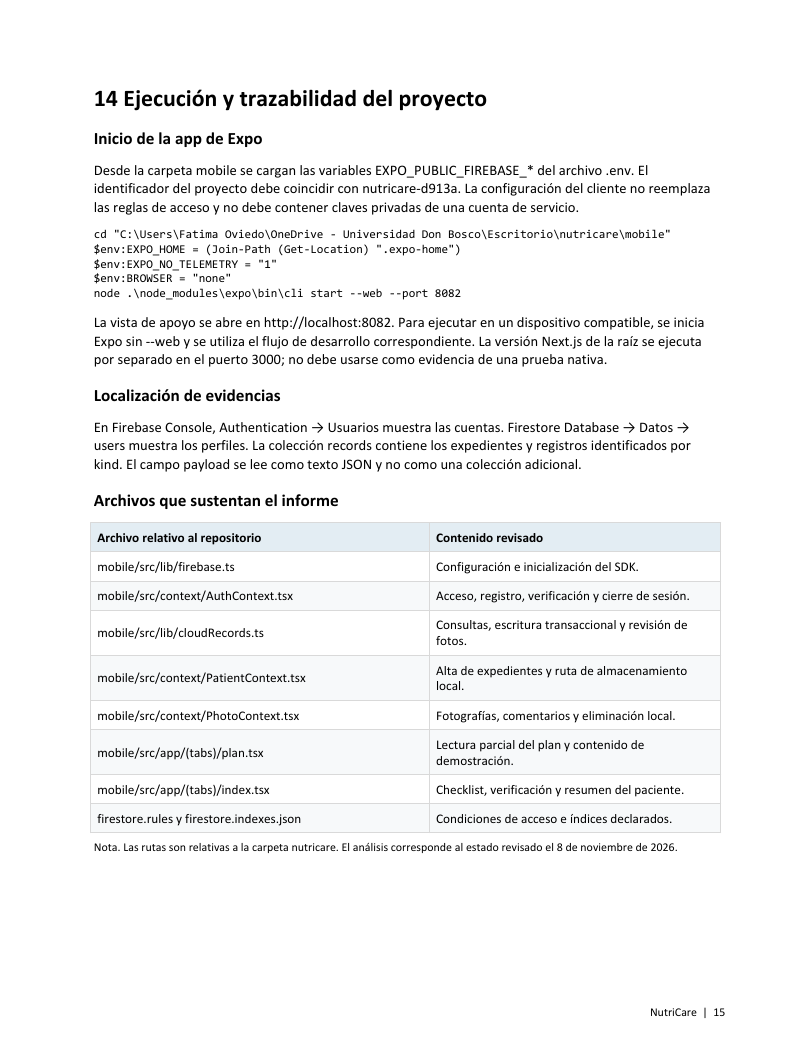 14 Ejecución y trazabilidad del proyecto
Inicio de la app de Expo
Desde la carpeta mobile se cargan las variables EXPO_PUBLIC_FIREBASE_* del archivo .env. El
identificador del proyecto debe coincidir con nutricare-d913a. La configuración del cliente no reemplaza
las reglas de acceso y no debe contener claves privadas de una cuenta de servicio.
cd "C:\Users\Fatima Oviedo\OneDrive - Universidad Don Bosco\Escritorio\nutricare\mobile"
$env:EXPO_HOME = (Join-Path (Get-Location) ".expo-home")
$env:EXPO_NO_TELEMETRY = "1"
$env:BROWSER = "none"
node .\node_modules\expo\bin\cli start --web --port 8082
La vista de apoyo se abre en http://localhost:8082. Para ejecutar en un dispositivo compatible, se inicia
Expo sin --web y se utiliza el flujo de desarrollo correspondiente. La versión Next.js de la raíz se ejecuta
por separado en el puerto 3000; no debe usarse como evidencia de una prueba nativa.
Localización de evidencias
En Firebase Console, Authentication → Usuarios muestra las cuentas. Firestore Database → Datos →
users muestra los perfiles. La colección records contiene los expedientes y registros identificados por
kind. El campo payload se lee como texto JSON y no como una colección adicional.
Archivos que sustentan el informe
Archivo relativo al repositorio
Contenido revisado
mobile/src/lib/firebase.ts
Configuración e inicialización del SDK.
mobile/src/context/AuthContext.tsx
Acceso, registro, verificación y cierre de sesión.
mobile/src/lib/cloudRecords.ts
Consultas, escritura transaccional y revisión de
fotos.
mobile/src/context/PatientContext.tsx
Alta de expedientes y ruta de almacenamiento
local.
mobile/src/context/PhotoContext.tsx
Fotografías, comentarios y eliminación local.
mobile/src/app/(tabs)/plan.tsx
Lectura parcial del plan y contenido de
demostración.
mobile/src/app/(tabs)/index.tsx
Checklist, verificación y resumen del paciente.
firestore.rules y firestore.indexes.json
Condiciones de acceso e índices declarados.
Nota. Las rutas son relativas a la carpeta nutricare. El análisis corresponde al estado revisado el 8 de noviembre de 2026.
NutriCare | 15